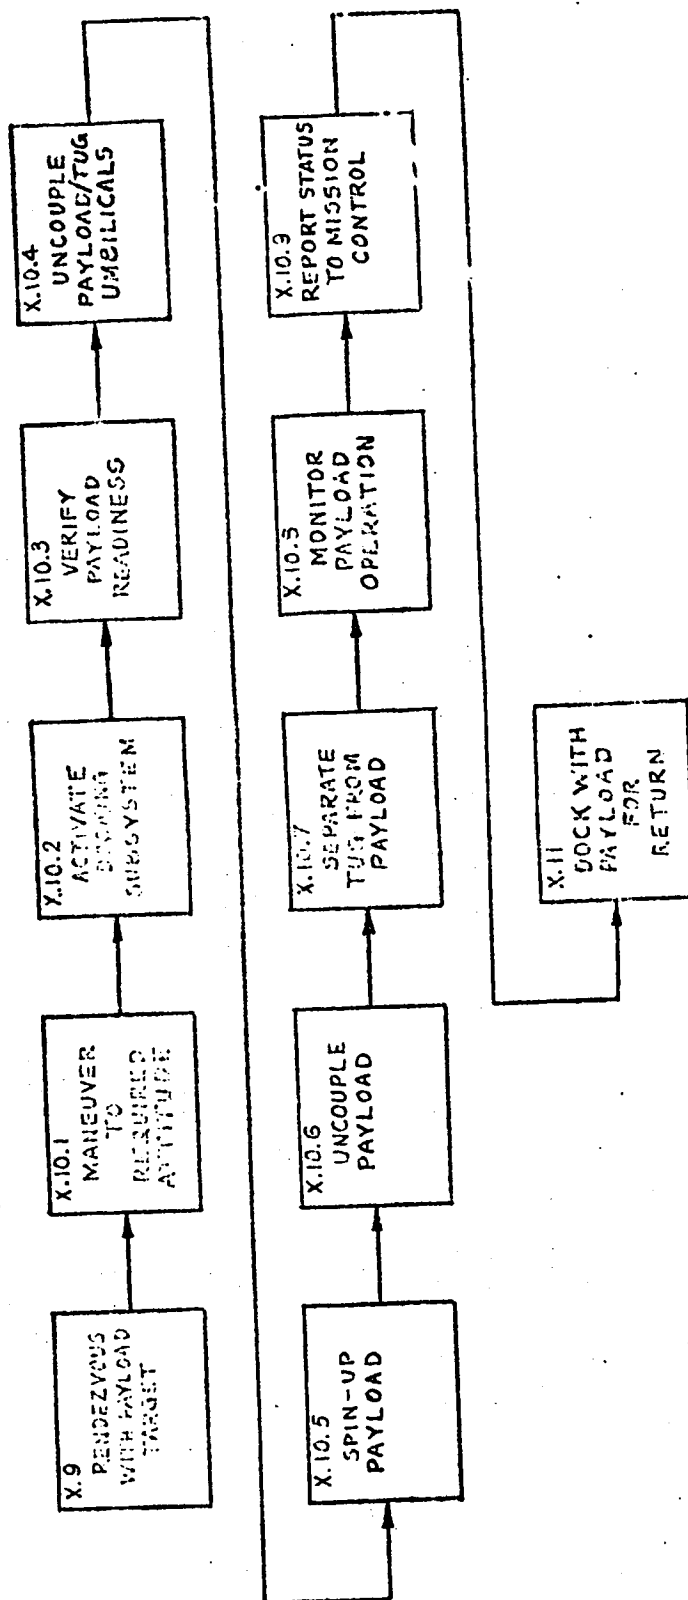 X.9
RENDEZVOUS
WITH PAYLOAD
TARGET
X.10.1
MANEUVER
TO
REQUIRED
ATTITUDE
X.10.2
ACTIVATE
SUBSYSTEM
X.10.3
VERIFY
PAYLOAD
READINESS
X.10.4
UNCOUPLE
PAYLOAD/TUG
UMBILICALS
X.10.5
SPIN-UP
PAYLOAD
X.10.6
UNCOUPLE
PAYLOAD
X.10.7
SEPARATE
TUG FROM
PAYLOAD
MONITOR
PAYLOAD
OPERATION
X.10.9
REPORT STATUS
TO MISSION
CONTROL
X.11
DOCK WITH
PAYLOAD
FOR
RETURN